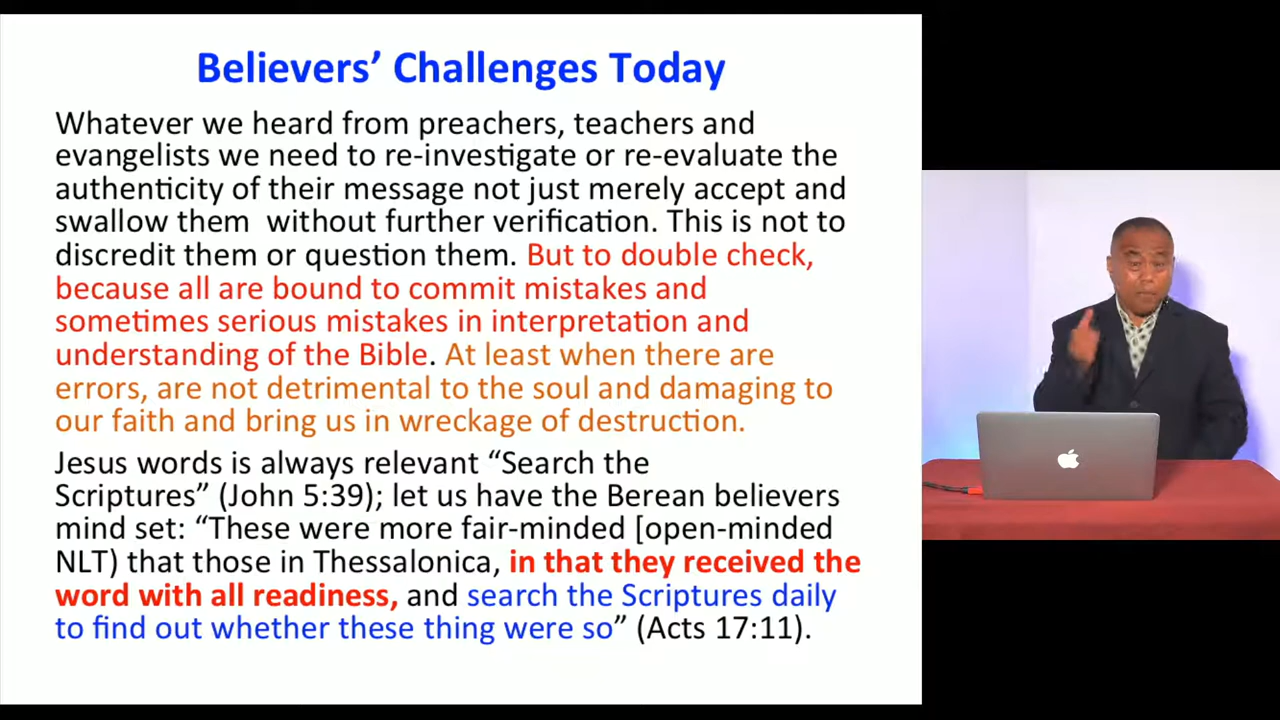 Believers’ Challenges Today
Whatever we heard from preachers, teachers and
evangelists we need to re-investigate or re-evaluate the
authenticity of their message not just merely accept and
swallow them  without further verification. This is not to
discredit them or question them. But to double check,
because all are bound to commit mistakes and
sometimes serious mistakes in interpretation and
understanding of the Bible. At least when there are
errors, are not detrimental to the soul and damaging to
our faith and bring us in wreckage of destruction.
Jesus words is always relevant “Search the
Scriptures” (John 5:39); let us have the Berean believers
mind set: “These were more fair-minded [open-minded
NLT) that those in Thessalonica, in that they received the
word with all readiness, and search the Scriptures daily
to find out whether these thing were so” (Acts 17:11).